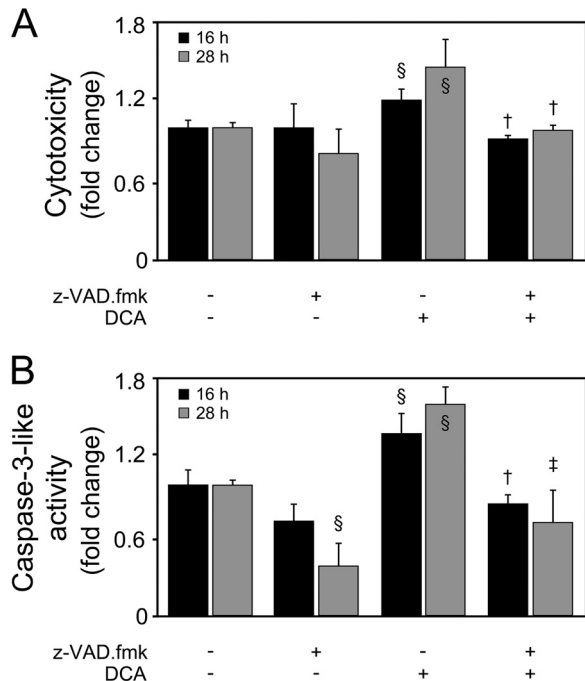 A
1.8
16 h
28 h
§
§
1.2
† †
Cytotoxicity
(fold change)
0.6
0
z-VAD.fmk - + - +
DCA - - + +
B
1.8
16 h
28 h
§
§
1.2
† ‡
§
Caspase-3-like
activity
(fold change)
0.6
0
z-VAD.fmk - + - +
DCA - - + +